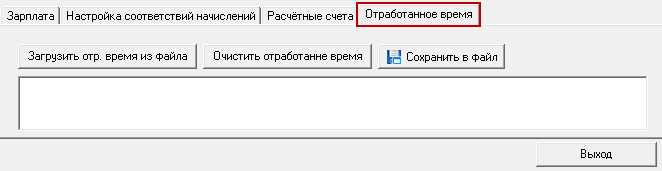 Зарплата Настройка соответствий начислений Расчётные счета Отработанное время
Загрузить отр. время из файла Очистить отработанне время Сохранить в файл
Выход